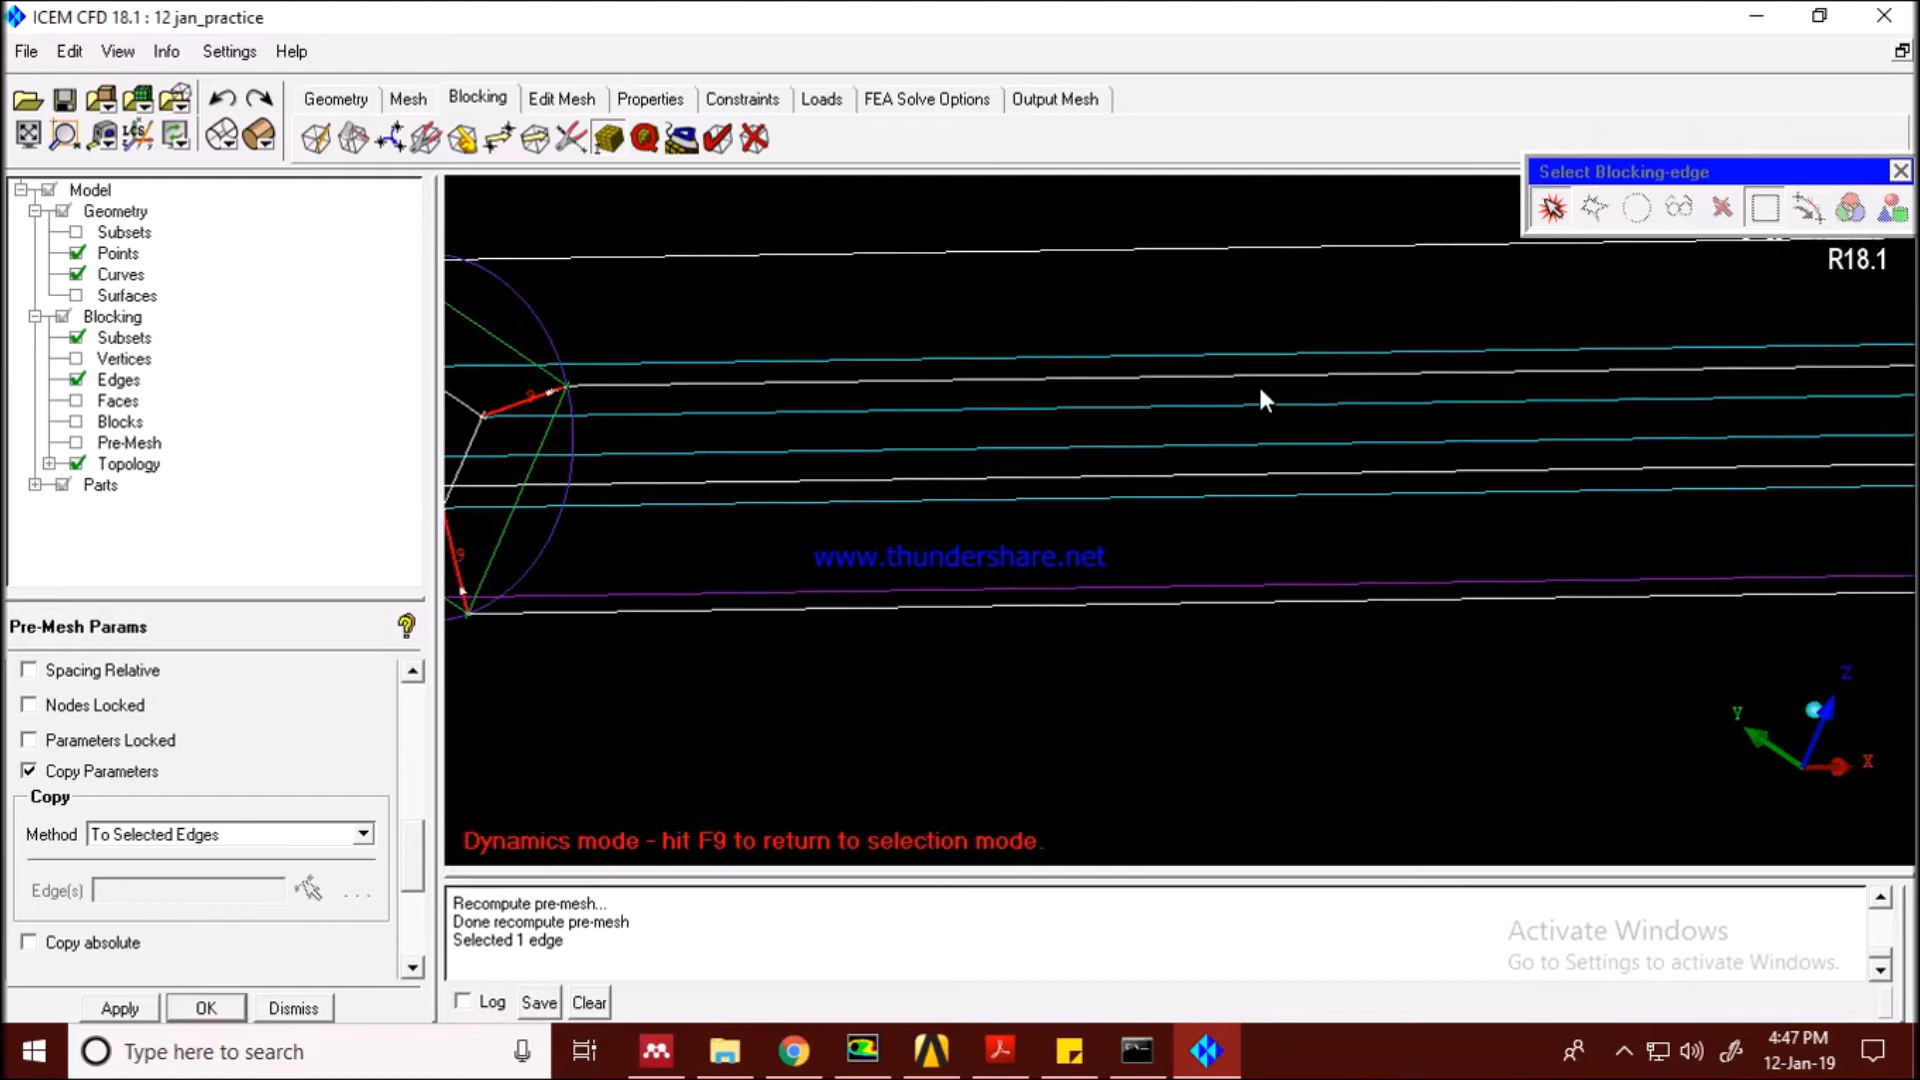 ICEM CFD 18.1 : 12 jan_practice
File Edit View Info Settings Help
Geometry Mesh Blocking Edit Mesh Properties Constraints Loads FEA Solve Options Output Mesh
Select Blocking-edge
R18.1
Model
Geometry
Subsets
Points
Curves
Surfaces
Blocking
Subsets
Vertices
Edges
Faces
Blocks
Pre-Mesh
Topology
Parts
9
9
www.thundershare.net
Z
Y
X
Dynamics mode - hit F9 to return to selection mode.
Pre-Mesh Params
Spacing Relative
Nodes Locked
Parameters Locked
Copy Parameters
Copy
Method To Selected Edges
Edge(s) ...
Copy absolute
Apply OK Dismiss
Recompute pre-mesh...
Done recompute pre-mesh
Selected 1 edge
Log Save Clear
Activate Windows
Go to Settings to activate Windows.
Type here to search
4:47 PM
12-Jan-19